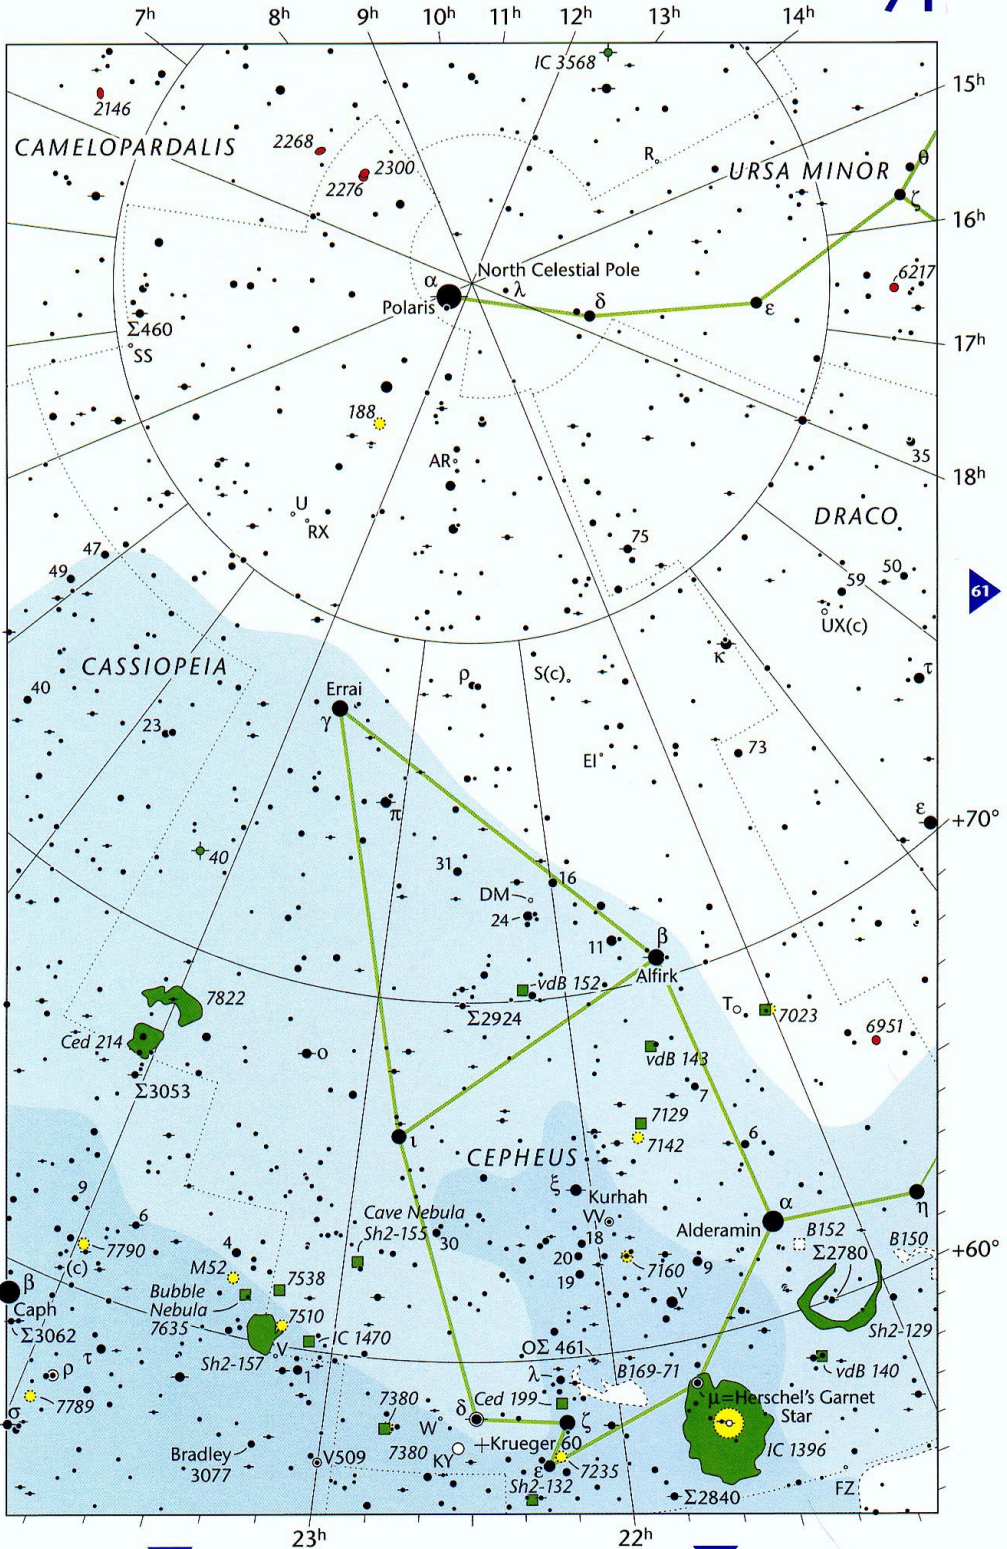 7h 8h 9h 10h 11h 12h 13h 14h
IC 3568
15h
2146
CAMELOPARDALIS
2268
2300
2276
R
URSA MINOR
θ
ζ
16h
North Celestial Pole
α
λ
Polaris
δ
ε
6217
Σ460
SS
17h
188
AR
35
18h
U
RX
DRACO
75
47
49
50
59
61
UX(c)
CASSIOPEIA
κ
τ
40
Errai
γ
ρ
S(c)
23
EI
73
π
ε
+70°
40
31
16
DM
24
11
β
Alfirk
7822
vdB 152
Σ2924
T
7023
6951
Ced 214
ο
vdB 143
Σ3053
7
7129
7142
6
ι
CEPHEUS
ξ
Kurhah
VV
α
Alderamin
η
9
6
Cave Nebula
Sh2-155
30
18
20
19
7160
9
B152
B150
Σ2780
+60°
7790
(c)
4
M52
7538
Bubble
Nebula
7635
7510
β
Caph
Σ3062
ν
Sh2-129
IC 1470
Sh2-157
V
1
τ
ρ
7789
σ
ΟΣ 461
B169-71
vdB 140
λ
Ced 199
μ=Herschel's Garnet
Star
7380
δ
W
ζ
+Krueger 60
IC 1396
Bradley
3077
V509
7380
KY
ε
7235
Sh2-132
Σ2840
FZ
23h
22h